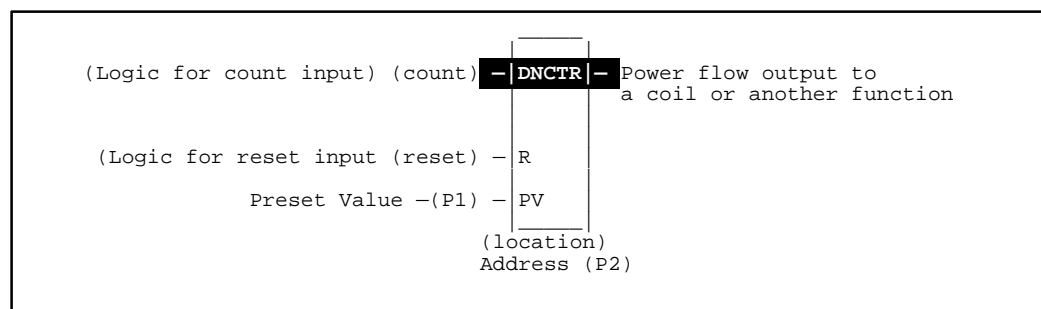 (Logic for count input) (count) –|DNCTR|– Power flow output to
a coil or another function
(Logic for reset input (reset) –|R
Preset Value –(P1) –|PV
(location)
Address (P2)